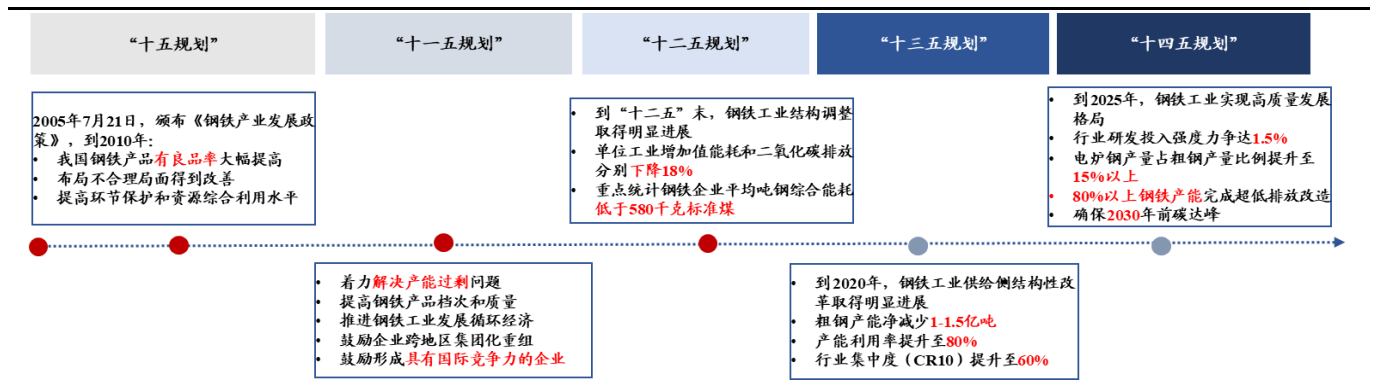 “十五规划”
“十一五规划”
“十二五规划”
“十三五规划”
“十四五规划”
2005年7月21日，颁布《钢铁产业发展政
策》，到2010年:
• 我国钢铁产品有良品率大幅提高
• 布局不合理局面得到改善
• 提高环节保护和资源综合利用水平
• 着力解决产能过剩问题
• 提高钢铁产品档次和质量
• 推进钢铁工业发展循环经济
• 鼓励企业跨地区集团化重组
• 鼓励形成具有国际竞争力的企业
• 到“十二五”末，钢铁工业结构调整
取得明显进展
• 单位工业增加值能耗和二氧化碳排放
分别下降18%
• 重点统计钢铁企业平均吨钢综合能耗
低于580千克标准煤
• 到2020年，钢铁工业供给侧结构性改
革取得明显进展
• 粗钢产能净减少1-1.5亿吨
• 产能利用率提升至80%
• 行业集中度（CR10）提升至60%
• 到2025年，钢铁工业实现高质量发展
格局
• 行业研发投入强度力争达1.5%
• 电炉钢产量占粗钢产量比例提升至
15%以上
• 80%以上钢铁产能完成超低排放改造
• 确保2030年前碳达峰